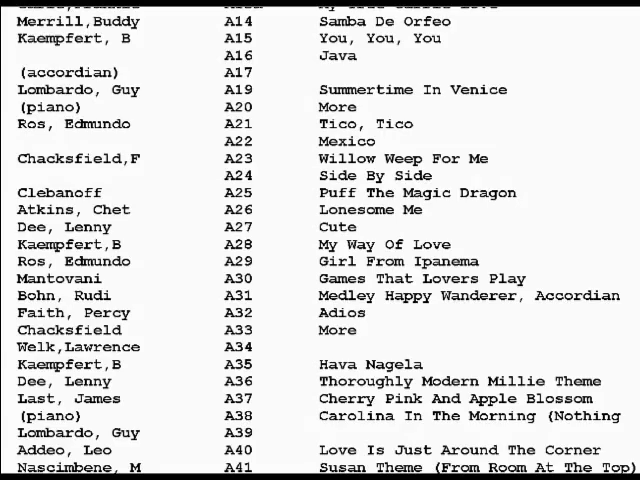 Merrill,Buddy A14 Samba De Orfeo
Kaempfert, B A15 You, You, You
A16 Java
(accordian) A17
Lombardo, Guy A19 Summertime In Venice
(piano) A20 More
Ros, Edmundo A21 Tico, Tico
A22 Mexico
Chacksfield,F A23 Willow Weep For Me
A24 Side By Side
Clebanoff A25 Puff The Magic Dragon
Atkins, Chet A26 Lonesome Me
Dee, Lenny A27 Cute
Kaempfert,B A28 My Way Of Love
Ros, Edmundo A29 Girl From Ipanema
Mantovani A30 Games That Lovers Play
Bohn, Rudi A31 Medley Happy Wanderer, Accordian
Faith, Percy A32 Adios
Chacksfield A33 More
Welk,Lawrence A34
Kaempfert,B A35 Hava Nagela
Dee, Lenny A36 Thoroughly Modern Millie Theme
Last, James A37 Cherry Pink And Apple Blossom
(piano) A38 Carolina In The Morning (Nothing
Lombardo, Guy A39
Addeo, Leo A40 Love Is Just Around The Corner
Nascimbene, M A41 Susan Theme (From Room At The Top)